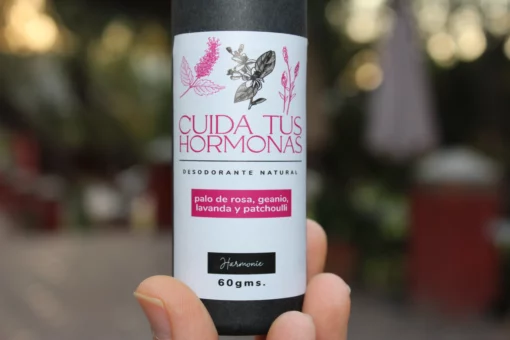 CUIDA TUS
HORMONAS
DESODORANTE NATURAL
palo de rosa, geanio,
lavanda y patchoulli
Harmonie
60gms.